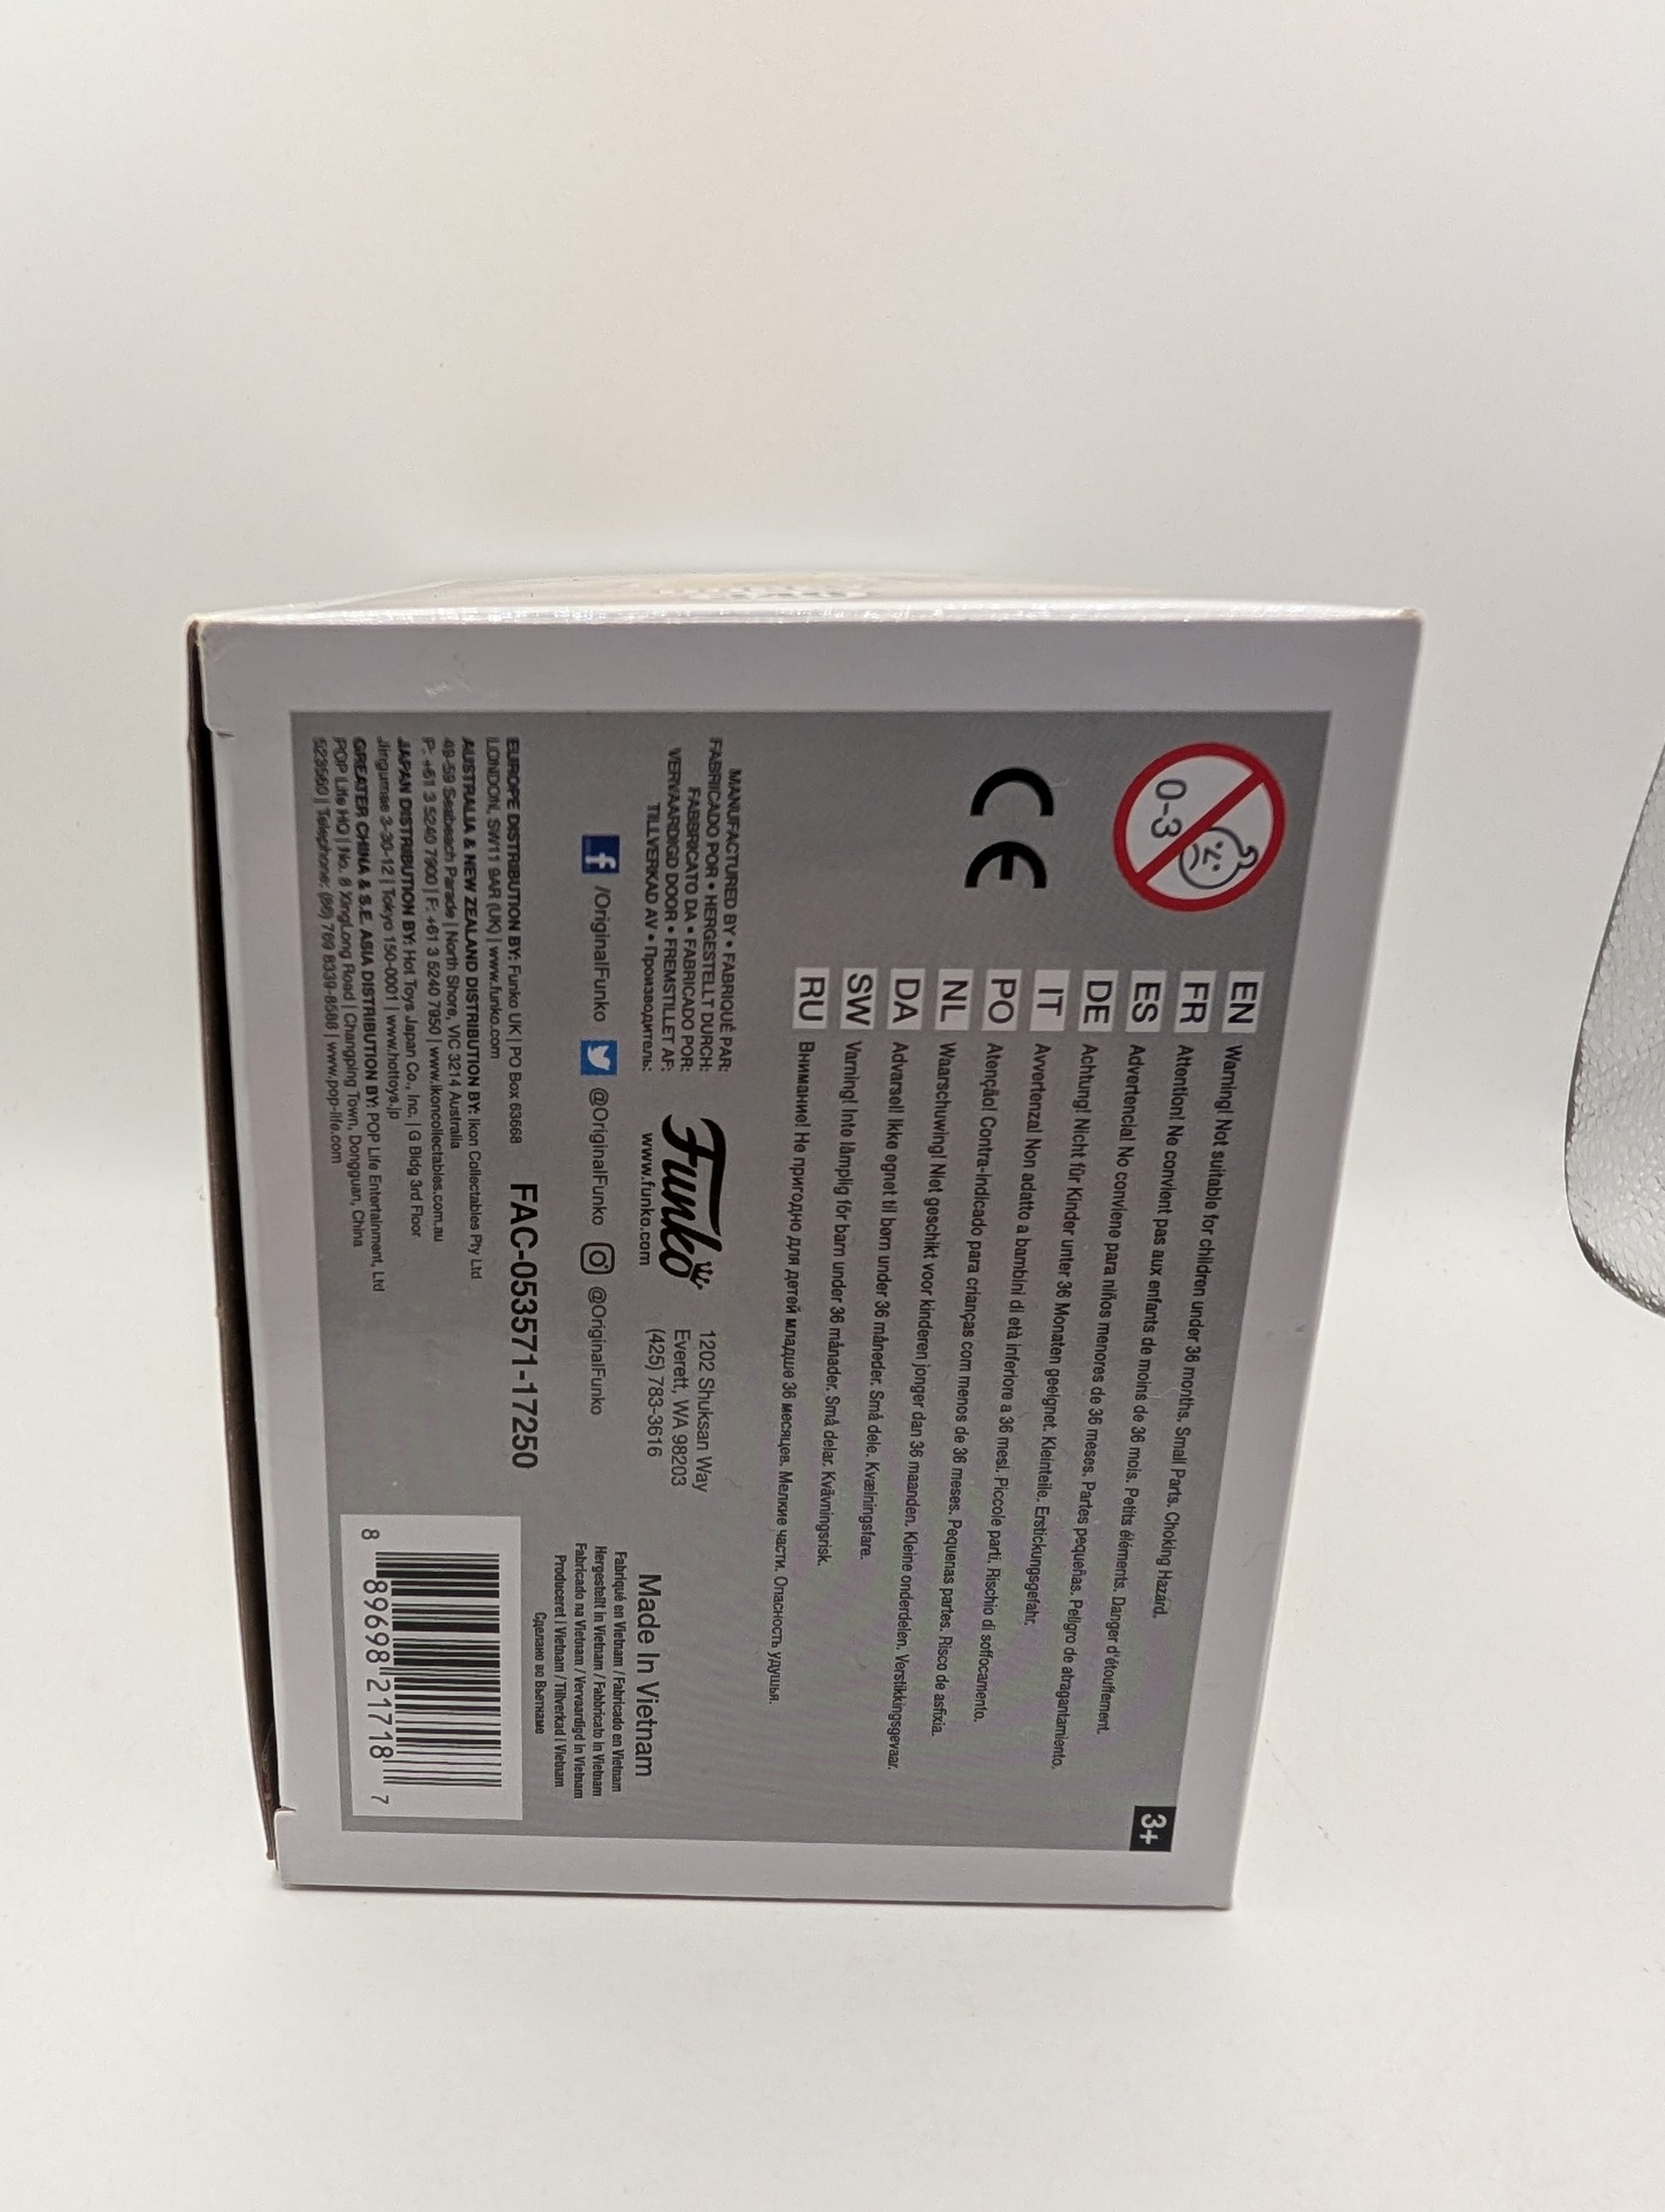 0-3
CE
EN Warning! Not suitable for children under 36 months. Small Parts. Choking Hazard.
FR Attention! Ne convient pas aux enfants de moins de 36 mois. Petits éléments. Danger d'étouffement.
ES Advertencia! No conviene para niños menores de 36 meses. Partes pequeñas. Peligro de atragantamiento.
DE Achtung! Nicht für Kinder unter 36 Monaten geeignet. Kleinteile. Erstickungsgefahr.
IT Avvertenza! Non adatto a bambini di età inferiore a 36 mesi. Piccole parti. Rischio di soffocamento.
PO Atenção! Contra-indicado para crianças com menos de 36 meses. Pequenas partes. Risco de asfixia.
NL Waarschuwing! Niet geschikt voor kinderen jonger dan 36 maanden. Kleine onderdelen. Verstikkingsgevaar.
DA Advarsel! Ikke egnet til børn under 36 måneder. Små dele. Kvælningsfare.
SW Varning! Inte lämplig för barn under 36 månader. Små delar. Kvävningsrisk.
RU Внимание! Не пригодно для детей младше 36 месяцев. Мелкие части. Опасность удушья.
3+
MANUFACTURED BY • FABRIQUÉ PAR:
FABRICADO POR • HERGESTELLT DURCH:
FABBRICATO DA • FABRICADO POR:
VERVAARDIGD DOOR • FREMSTILLET AF:
TILLVERKAD AV • Производитель:
Funko
www.funko.com
1202 Shuksan Way
Everett, WA 98203
(425) 783-3616
/OriginalFunko @OriginalFunko @OriginalFunko
Made In Vietnam
Fabriqué en Vietnam / Fabricado en Vietnam
Hergestellt in Vietnam / Fabbricato in Vietnam
Fabricado na Vietnam / Vervaardigd in Vietnam
Produceret i Vietnam / Tillverkad i Vietnam
Сделано во Вьетнаме
EUROPE DISTRIBUTION BY: Funko UK | PO Box 63668
LONDON, SW11 9AR (UK) | www.funko.com
AUSTRALIA & NEW ZEALAND DISTRIBUTION BY: Ikon Collectables Pty Ltd
49-59 Seabeach Parade | North Shore, VIC 3214 Australia
P: +61 3 5240 7900 | F: +61 3 5240 7950 | www.ikoncollectables.com.au
JAPAN DISTRIBUTION BY: Hot Toys Japan Co., Inc. | G Bldg 3rd Floor
Jingumae 3-30-12 | Tokyo 150-0001 | www.hottoys.jp
GREATER CHINA & S.E. ASIA DISTRIBUTION BY: POP Life Entertainment, Ltd
POP Life HQ | No. 8 XingLong Road | Changping Town, Dongguan, China
523560 | Telephone: (86) 769 8339-8588 | www.pop-life.com
FAC-053571-17250
8 89698 21718 7